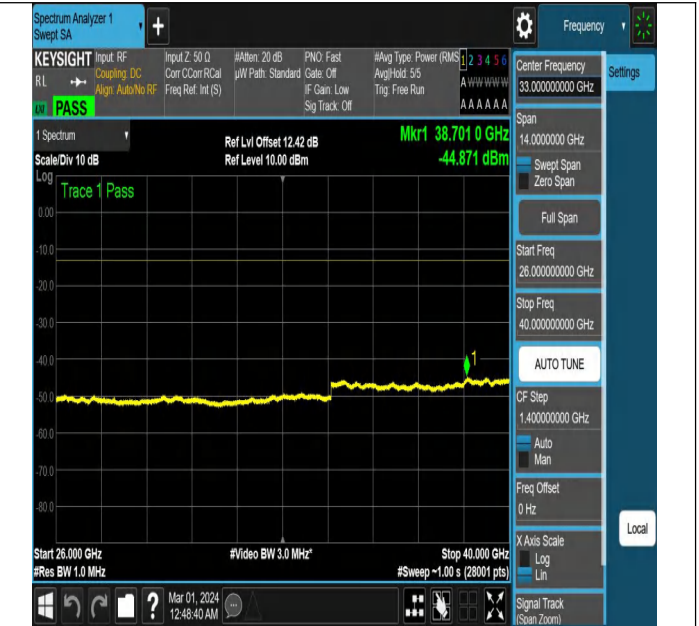 Spectrum Analyzer 1
Swept SA
+
Frequency
KEYSIGHT
RL
PASS
Input: RF
Coupling: DC
Align: Auto/No RF
Input Z: 50 Ω
Corr CCorr RCal
Freq Ref: Int (S)
#Atten: 20 dB
µW Path: Standard
PNO: Fast
Gate: Off
IF Gain: Low
Sig Track: Off
#Avg Type: Power (RMS)
Avg|Hold: 5/5
Trig: Free Run
1 2 3 4 5 6
A W W W W W
A A A A A A
1 Spectrum
Scale/Div 10 dB
Ref Lvl Offset 12.42 dB
Ref Level 10.00 dBm
Mkr1 38.701 0 GHz
-44.871 dBm
Log
Trace 1 Pass
0.00
-10.0
-20.0
-30.0
-40.0
-50.0
-60.0
-70.0
-80.0
1
Start 26.000 GHz
#Res BW 1.0 MHz
#Video BW 3.0 MHz*
Stop 40.000 GHz
#Sweep ~1.00 s (28001 pts)
Center Frequency
33.000000000 GHz
Span
14.0000000 GHz
Swept Span
Zero Span
Full Span
Start Freq
26.000000000 GHz
Stop Freq
40.000000000 GHz
AUTO TUNE
CF Step
1.400000000 GHz
Auto
Man
Freq Offset
0 Hz
X Axis Scale
Log
Lin
Signal Track
(Span Zoom)
Settings
Local
?
Mar 01, 2024
12:48:40 AM